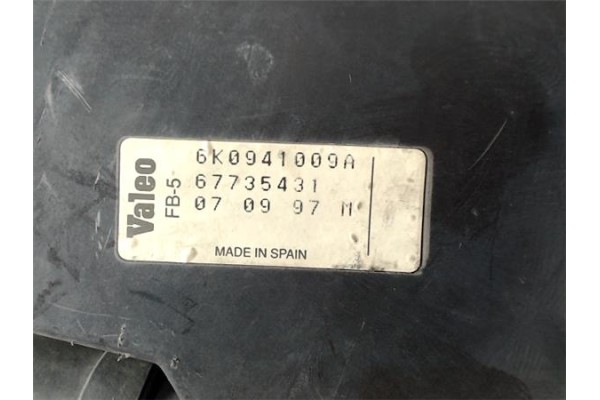 Valeo
FB-5
6K0941009A
67735431
07 09 97 M
MADE IN SPAIN